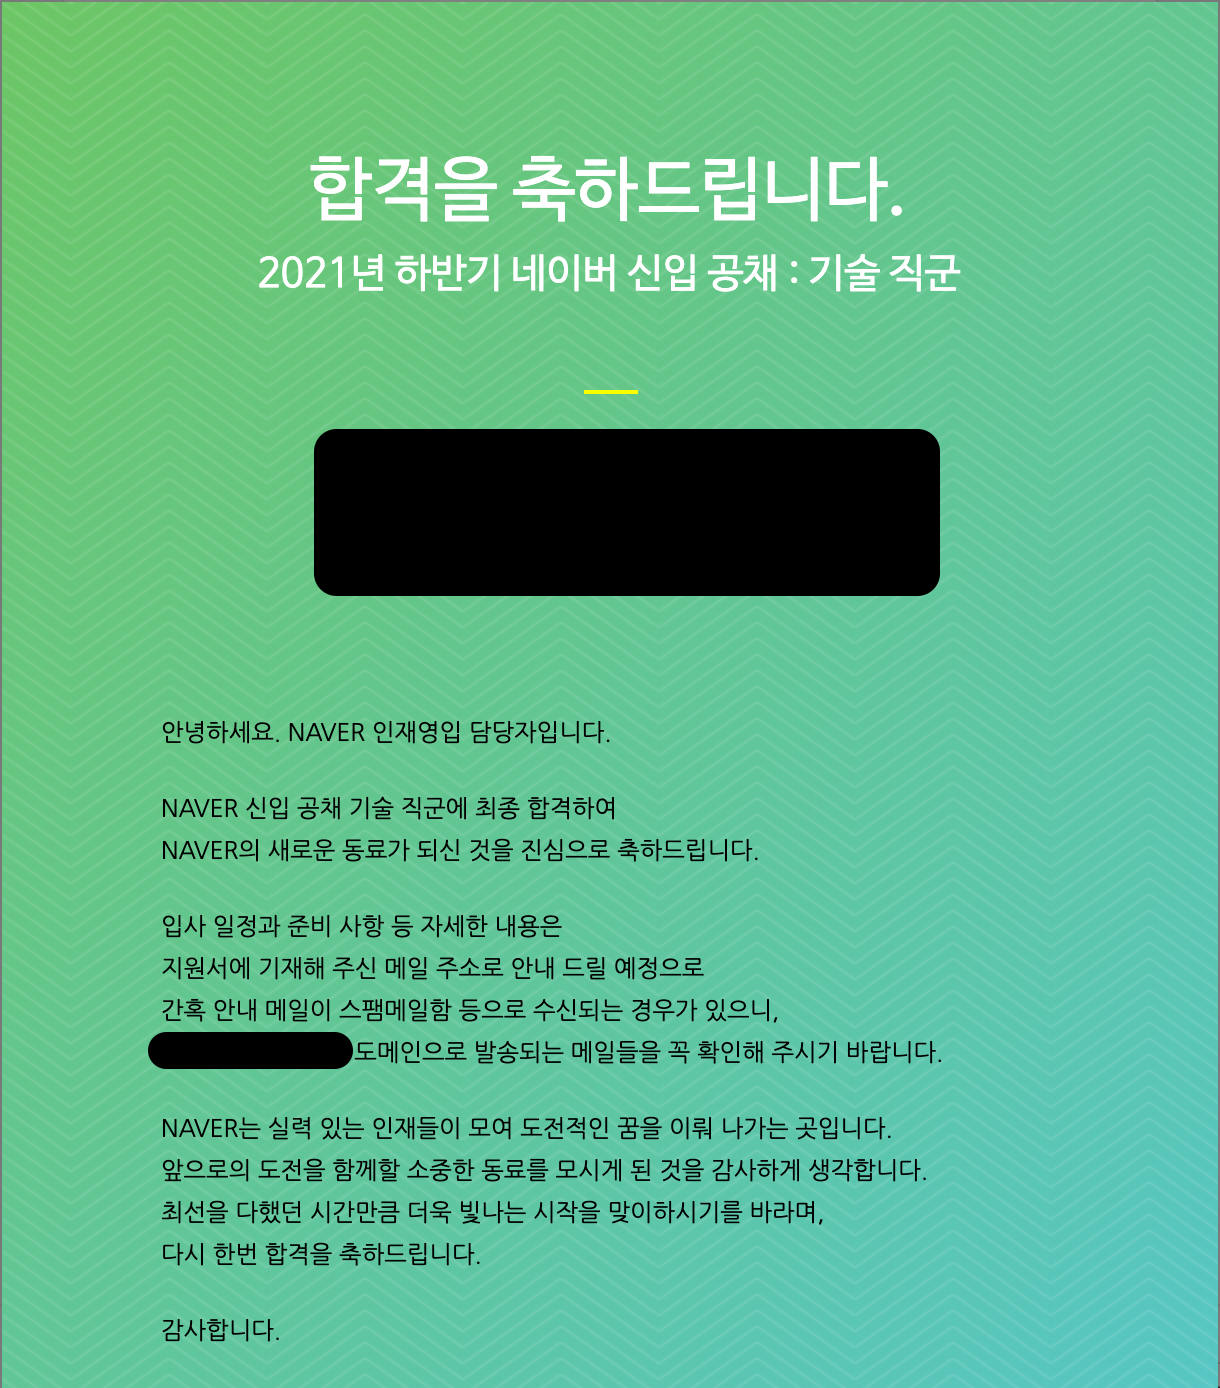 합격을 축하드립니다.
2021년 하반기 네이버 신입 공채 : 기술 직군
안녕하세요. NAVER 인재영입 담당자입니다.
NAVER 신입 공채 기술 직군에 최종 합격하여
NAVER의 새로운 동료가 되신 것을 진심으로 축하드립니다.
입사 일정과 준비 사항 등 자세한 내용은
지원서에 기재해 주신 메일 주소로 안내 드릴 예정으로
간혹 안내 메일이 스팸메일함 등으로 수신되는 경우가 있으니,
도메인으로 발송되는 메일들을 꼭 확인해 주시기 바랍니다.
NAVER는 실력 있는 인재들이 모여 도전적인 꿈을 이뤄 나가는 곳입니다.
앞으로의 도전을 함께할 소중한 동료를 모시게 된 것을 감사하게 생각합니다.
최선을 다했던 시간만큼 더욱 빛나는 시작을 맞이하시기를 바라며,
다시 한번 합격을 축하드립니다.
감사합니다.